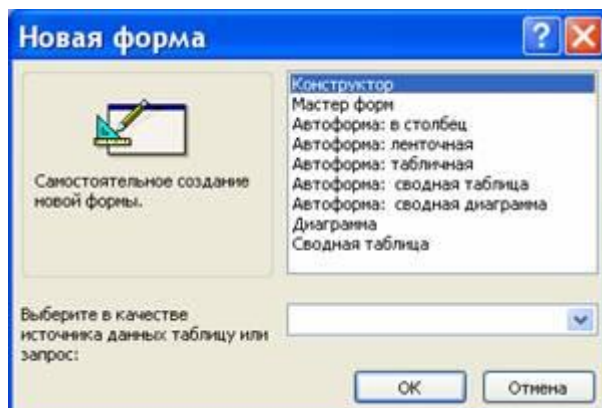 Новая форма
Самостоятельное создание
новой формы.
Конструктор
Мастер форм
Автоформа: в столбец
Автоформа: ленточная
Автоформа: табличная
Автоформа: сводная таблица
Автоформа: сводная диаграмма
Диаграмма
Сводная таблица
Выберите в качестве
источника данных таблицу или
запрос:
ОК
Отмена